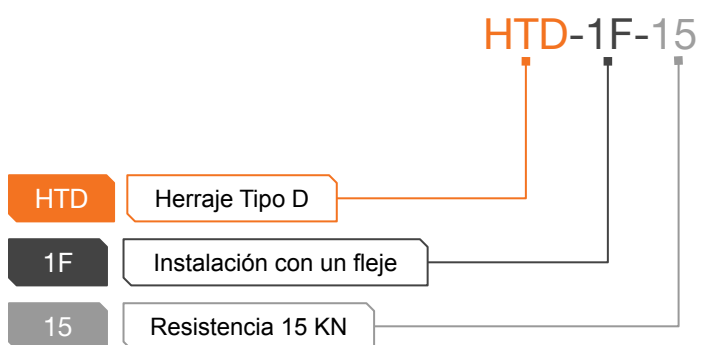 HTD-1F-15
HTD Herraje Tipo D
1F Instalación con un fleje
15 Resistencia 15 KN